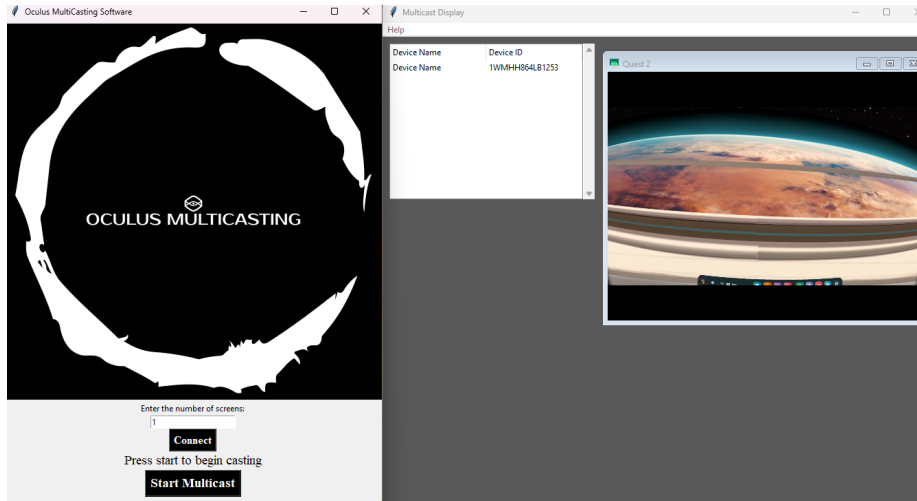 Oculus MultiCasting Software
OCULUS MULTICASTING
Enter the number of screens:
1
Connect
Press start to begin casting
Start Multicast
Multicast Display
Help
Device Name Device ID
Device Name 1WMHH864LB1253
Quest 2